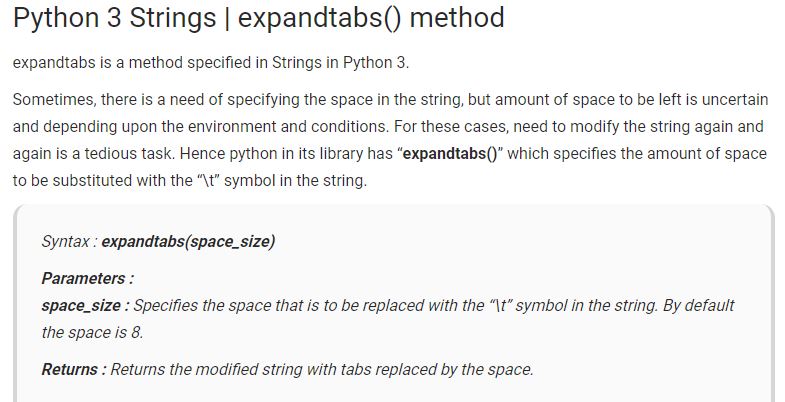 Python 3 Strings | expandtabs() method
expandtabs is a method specified in Strings in Python 3.
Sometimes, there is a need of specifying the space in the string, but amount of space to be left is uncertain
and depending upon the environment and conditions. For these cases, need to modify the string again and
again is a tedious task. Hence python in its library has “expandtabs()” which specifies the amount of space
to be substituted with the “\t” symbol in the string.
Syntax : expandtabs(space_size)
Parameters :
space_size : Specifies the space that is to be replaced with the “\t” symbol in the string. By default
the space is 8.
Returns : Returns the modified string with tabs replaced by the space.